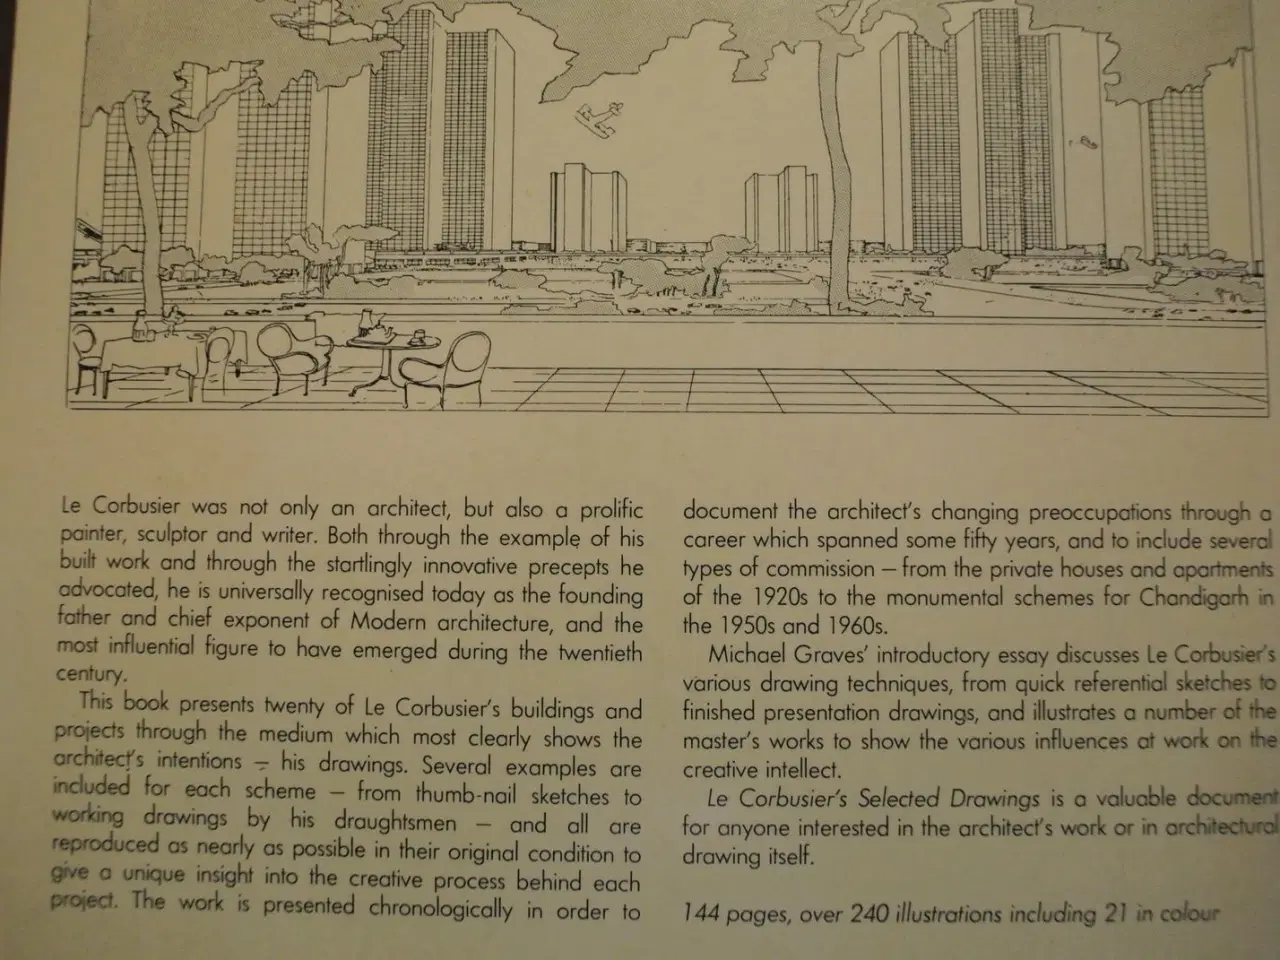 Le Corbusier was not only an architect, but also a prolific
painter, sculptor and writer. Both through the example of his
built work and through the startlingly innovative precepts he
advocated, he is universally recognised today as the founding
father and chief exponent of Modern architecture, and the
most influential figure to have emerged during the twentieth
century.
This book presents twenty of Le Corbusier's buildings and
projects through the medium which most clearly shows the
architect's intentions – his drawings. Several examples are
included for each scheme – from thumb-nail sketches to
working drawings by his draughtsmen – and all are
reproduced as nearly as possible in their original condition to
give a unique insight into the creative process behind each
project. The work is presented chronologically in order to
document the architect's changing preoccupations through a
career which spanned some fifty years, and to include several
types of commission – from the private houses and apartments
of the 1920s to the monumental schemes for Chandigarh in
the 1950s and 1960s.
Michael Graves' introductory essay discusses Le Corbusier's
various drawing techniques, from quick referential sketches to
finished presentation drawings, and illustrates a number of the
master's works to show the various influences at work on the
creative intellect.
Le Corbusier's Selected Drawings is a valuable document
for anyone interested in the architect's work or in architectural
drawing itself.
144 pages, over 240 illustrations including 21 in colour